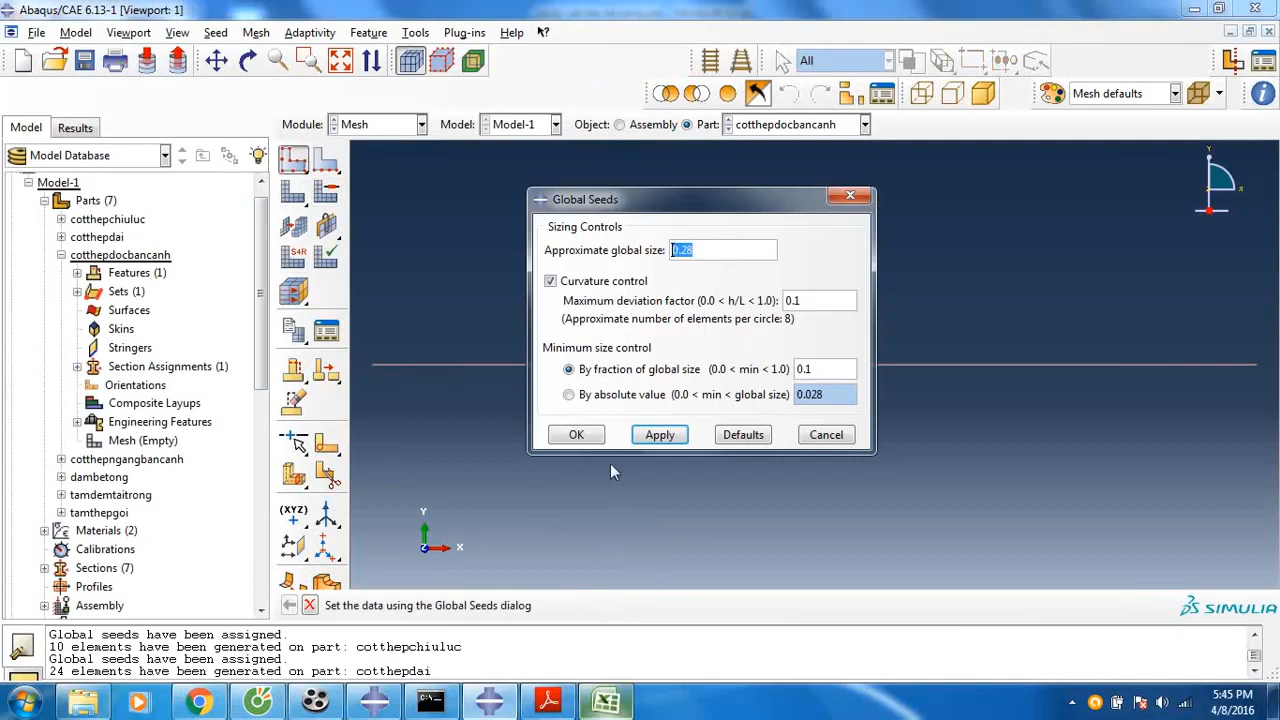 Abaqus/CAE 6.13-1 [Viewport: 1]
File Model Viewport View Seed Mesh Adaptivity Feature Tools Plug-ins Help
All
Mesh defaults
Model Results
Module: Mesh Model: Model-1 Object: Assembly Part: cotthepdocbancanh
Model Database
Model-1
Parts (7)
cotthepchiuluc
cotthepdai
cotthepdocbancanh
Features (1)
Sets (1)
Surfaces
Skins
Stringers
Section Assignments (1)
Orientations
Composite Layups
Engineering Features
Mesh (Empty)
cotthepngangbancanh
dambetong
tamdemtaitrong
tamthepgoi
Materials (2)
Calibrations
Sections (7)
Profiles
Assembly
S4R
(XYZ)
Global Seeds
Sizing Controls
Approximate global size: 0.28
Curvature control
Maximum deviation factor (0.0 < h/L < 1.0): 0.1
(Approximate number of elements per circle: 8)
Minimum size control
By fraction of global size (0.0 < min < 1.0) 0.1
By absolute value (0.0 < min < global size) 0.028
OK Apply Defaults Cancel
Y
X
Y
Z
X
Set the data using the Global Seeds dialog
SIMULIA
Global seeds have been assigned.
10 elements have been generated on part: cotthepchiuluc
Global seeds have been assigned.
24 elements have been generated on part: cotthepdai
5:45 PM
4/8/2016